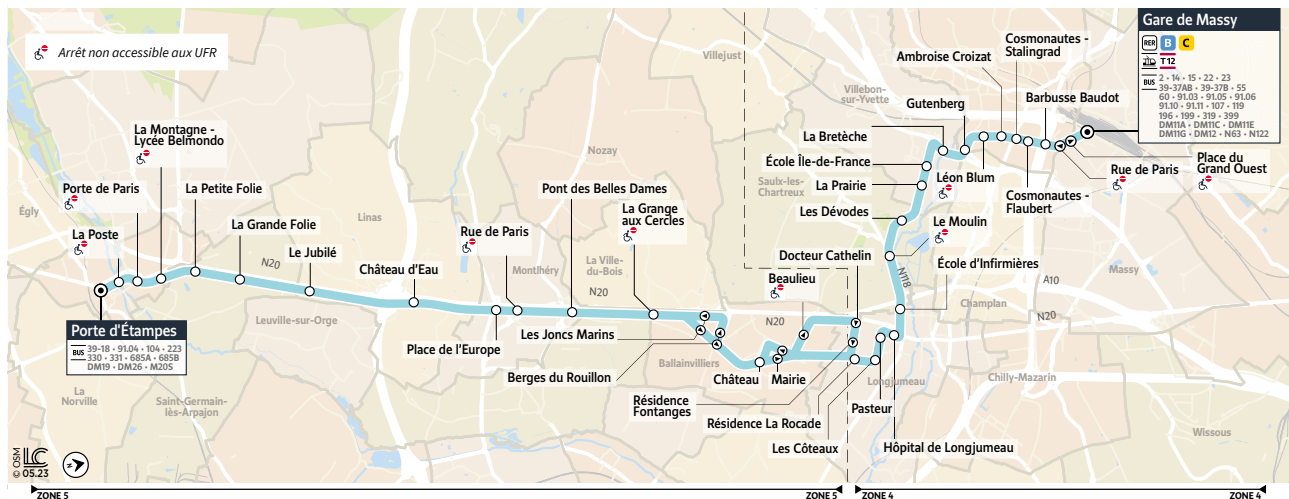 Arrêt non accessible aux UFR
Gare de Massy
RER B C
T12
BUS
2 • 14 • 15 • 22 • 23
39-37AB • 39-37B • 55
60 • 91.03 • 91.05 • 91.06
91.10 • 91.11 • 107 • 119
196 • 199 • 319 • 399
DM11A • DM11C • DM11E
DM11G • DM12 • N63 • N122
Cosmonautes -
Stalingrad
Ambroise Croizat
Villejust
Villebon-
sur-Yvette
Gutenberg
Barbusse Baudot
La Bretèche
École Île-de-France
La Prairie
Léon Blum
Cosmonautes -
Flaubert
Rue de Paris
Place du
Grand Ouest
Saulx-les-
Chartreux
Les Dévodes
Le Moulin
Docteur Cathelin
École d'Infirmières
N118
A10
Massy
Champlan
N20
La Montagne -
Lycée Belmondo
Nozay
Porte de Paris
La Petite Folie
Pont des Belles Dames
La Grange
aux Cercles
Égly
Linas
La Poste
La Grande Folie
Rue de Paris
Le Jubilé
N20
Château d'Eau
Montlhéry
La Ville-
du-Bois
N20
Beaulieu
N20
Porte d'Étampes
BUS
39-18 • 91.04 • 104 • 223
330 • 331 • 685A • 685B
DM19 • DM26 • M20S
Leuville-sur-Orge
Place de l'Europe
Les Joncs Marins
Berges du Rouillon
Ballainvilliers
Château
Mairie
Longjumeau
Chilly-Mazarin
Résidence
Fontanges
Résidence La Rocade
Pasteur
Les Côteaux
Hôpital de Longjumeau
Wissous
La
Norville
Saint-Germain-
lès-Arpajon
© OSM
LC
05.23
N
ZONE 5
ZONE 5
ZONE 4
ZONE 4